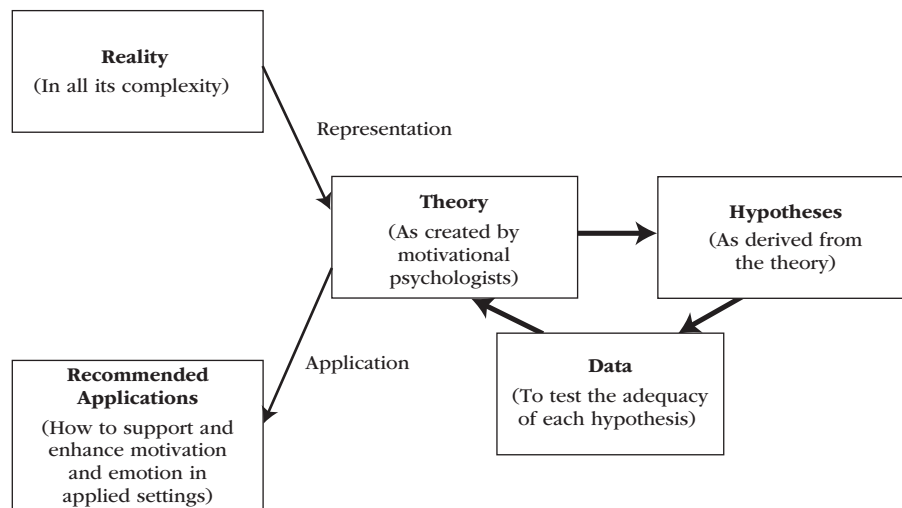 Reality
(In all its complexity)
Representation
Theory
(As created by
motivational
psychologists)
Hypotheses
(As derived from
the theory)
Data
(To test the adequacy
of each hypothesis)
Application
Recommended
Applications
(How to support and
enhance motivation
and emotion in
applied settings)